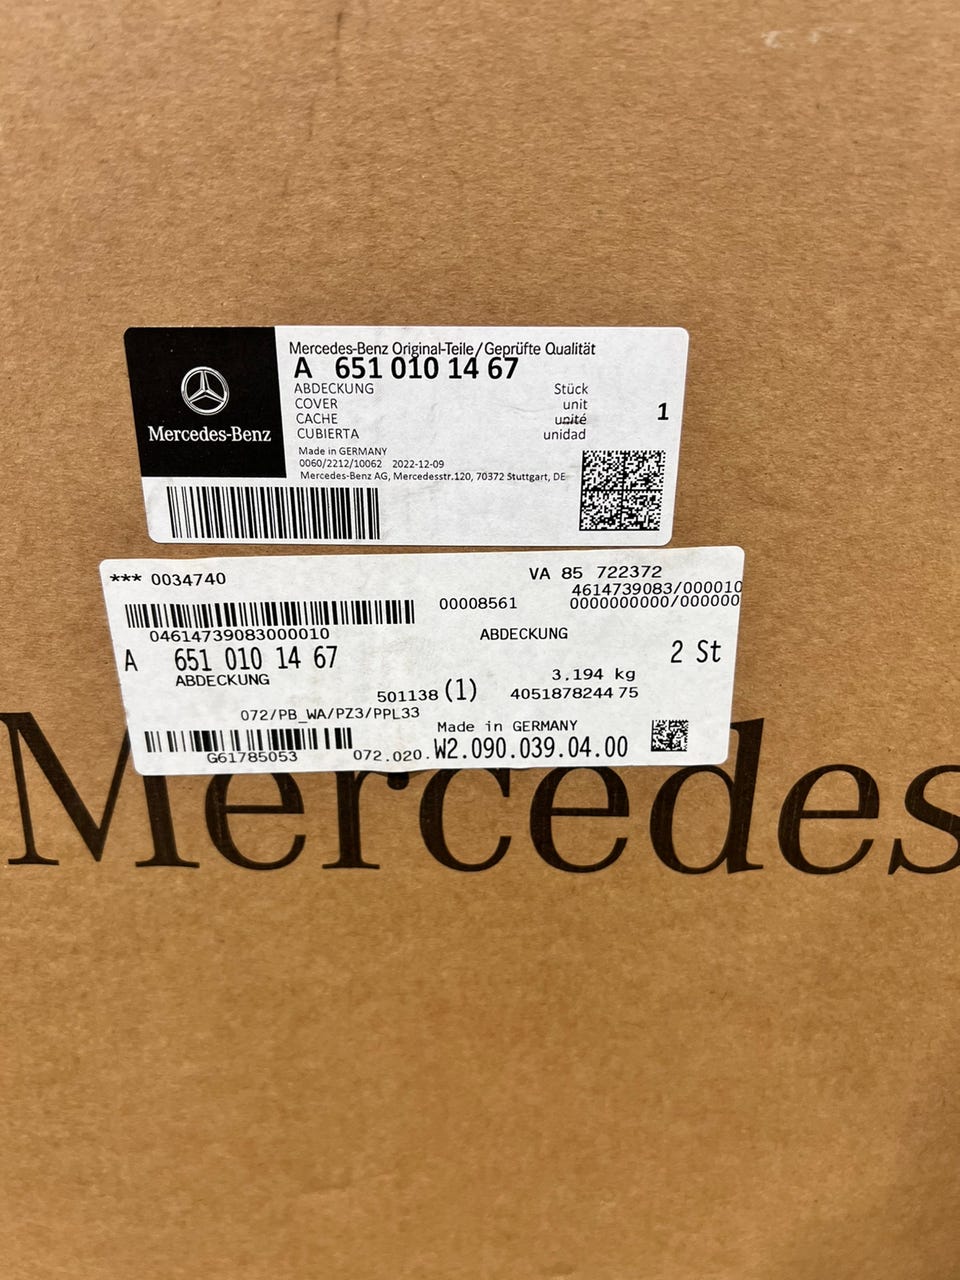 Mercedes-Benz Original-Teile/Geprüfte Qualität
A 651 010 14 67
ABDECKUNG Stück
COVER unit
CACHE unité
CUBIERTA unidad
1
Made in GERMANY
0060/2212/10062 2022-12-09
Mercedes-Benz AG, Mercedesstr.120, 70372 Stuttgart, DE
Mercedes-Benz
*** 0034740 VA 85 722372
4614739083/000010
00008561 0000000000/000000
04614739083000010 ABDECKUNG
A 651 010 14 67 2 St
ABDECKUNG 3.194 kg
501138 (1) 4051878244 75
072/PB_WA/PZ3/PPL33
Made in GERMANY
G61785053 072.020.W2.090.039.04.00
Mercedes